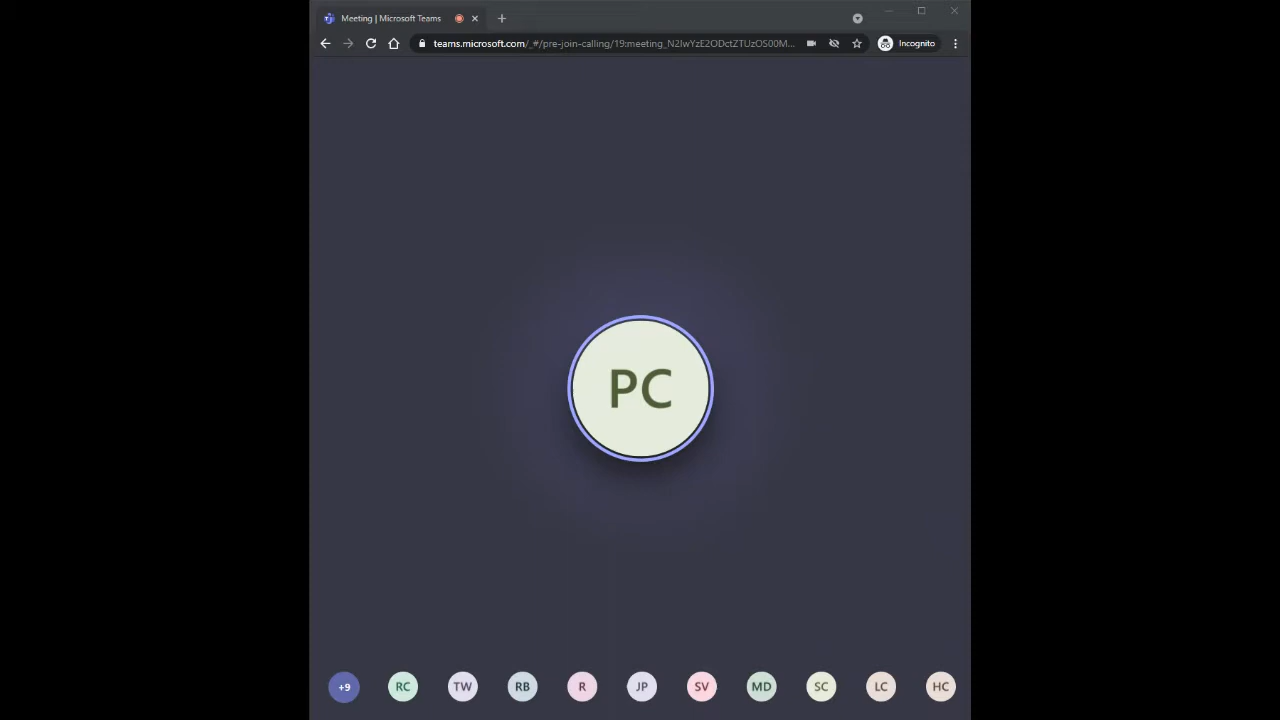 Meeting | Microsoft Teams
teams.microsoft.com/_#/pre-join-calling/19:meeting_N2IwYzE2ODctZTUzOS00M...
Incognito
PC
+9 RC TW RB R JP SV MD SC LC HC